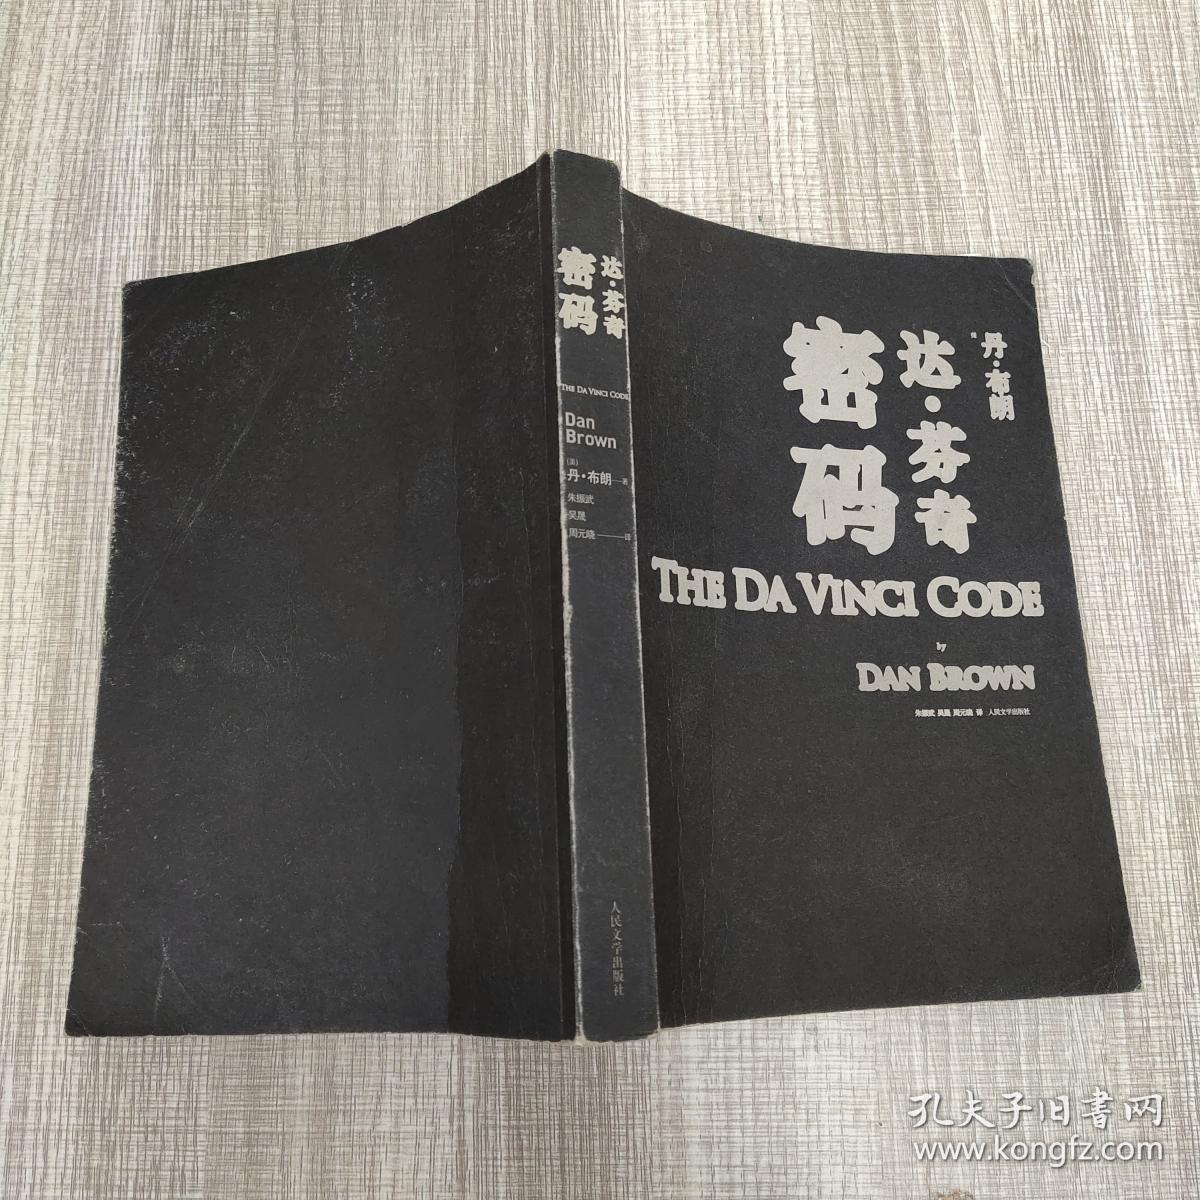 达·芬奇
密码
THE DA VINCI CODE
Dan
Brown
(美)
丹·布朗——著
朱振武
吴晟
周元晓——译
人民文学出版社
丹·布朗
达·芬奇
密码
THE DA VINCI CODE
by
DAN BROWN
朱振武 吴晟 周元晓 译 人民文学出版社
孔夫子旧书网
www.kongfz.com